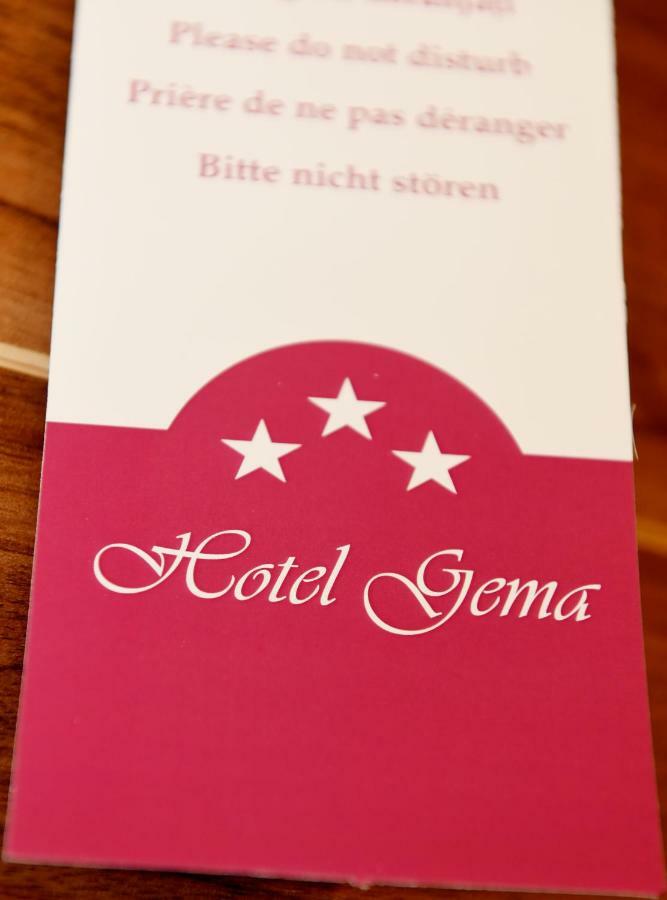 Please do not disturb
Prière de ne pas déranger
Bitte nicht stören
Hotel Gema